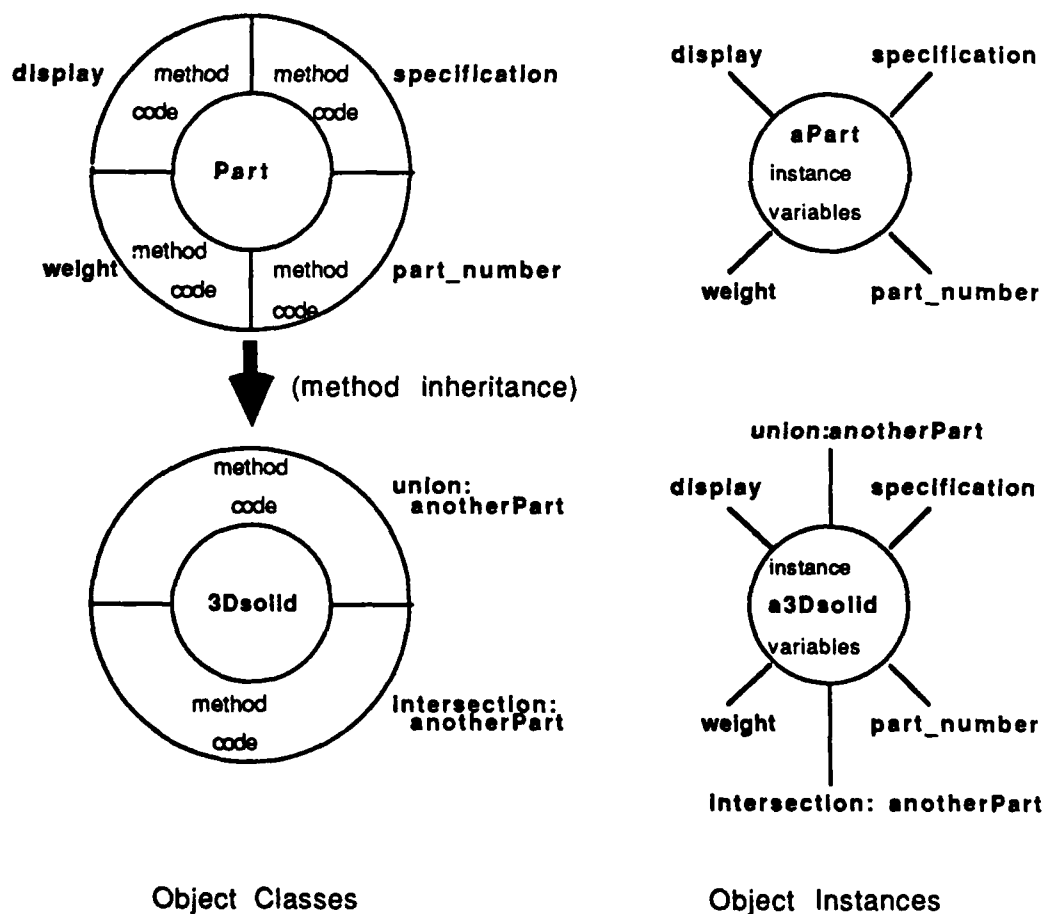 display
method
code
method
code
specification
Part
weight
method
code
method
code
part_number
(method inheritance)
method
code
union:
anotherPart
3Dsolid
method
code
intersection:
anotherPart
Object Classes
display
specification
aPart
instance
variables
weight
part_number
union:anotherPart
display
specification
instance
a3Dsolid
variables
weight
part_number
intersection: anotherPart
Object Instances